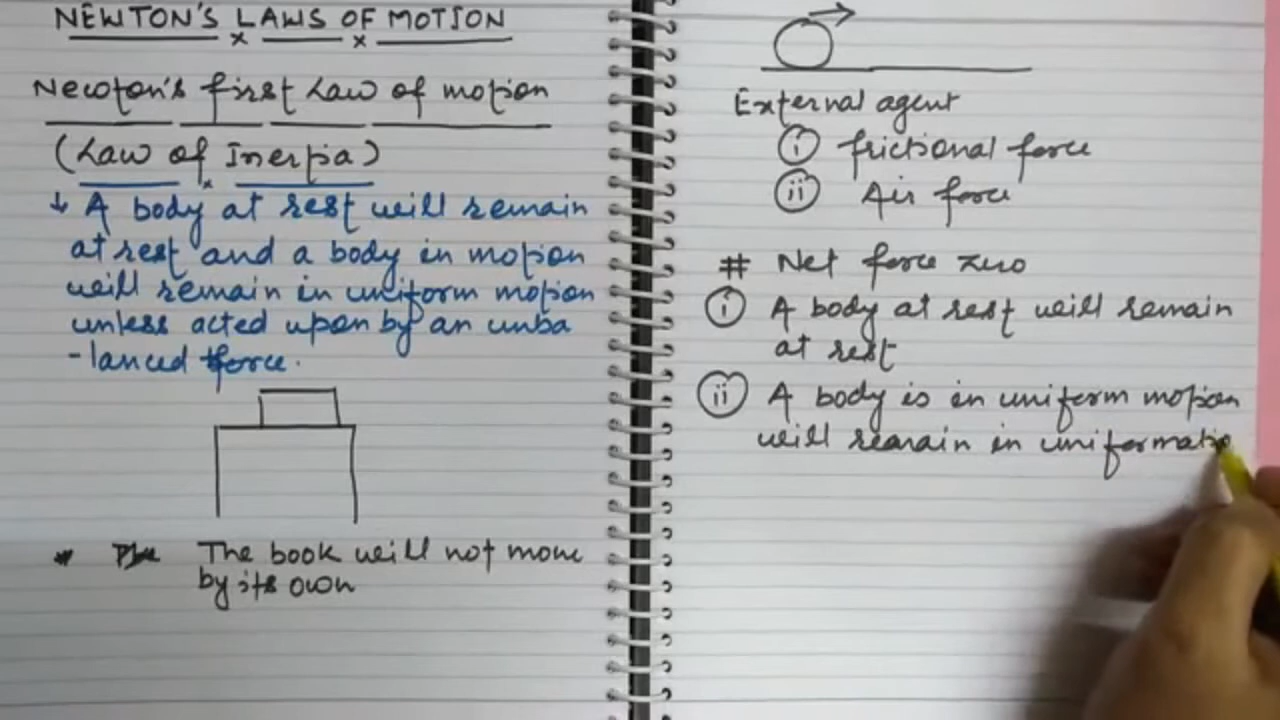 NEWTON'S LAWS OF MOTION
Newton's first Law of motion
(Law of Inertia)
A body at rest will remain
at rest and a body in motion
will remain in uniform motion
unless acted upon by an unba
-lanced force.
The book will not move
by its own
External agent
i frictional force
ii Air force
# Net force zero
i A body at rest will remain
at rest
ii A body is in uniform motion
will remain in uniformatio